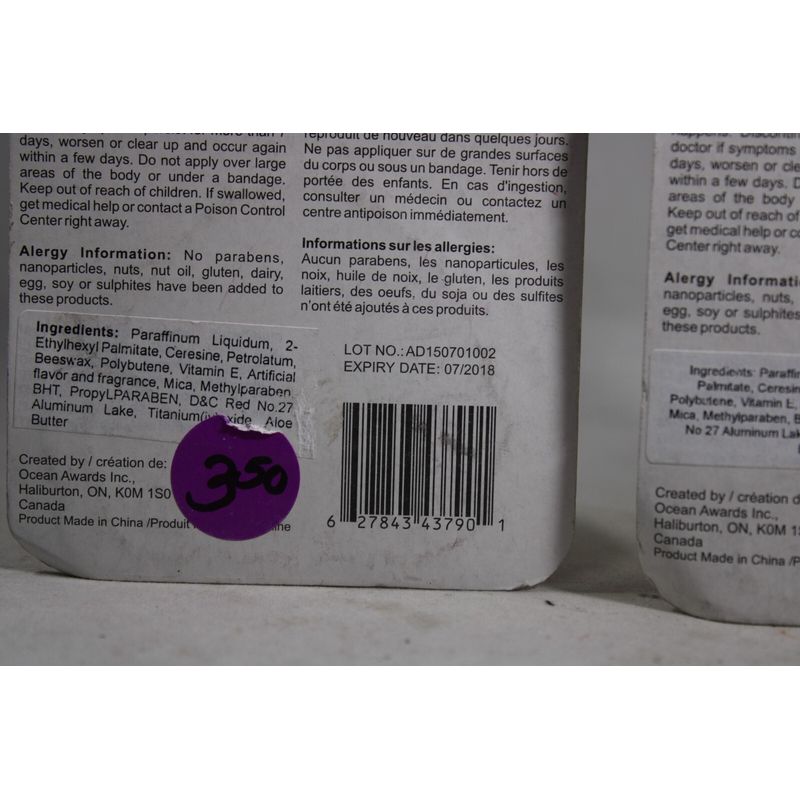 days, worsen or clear up and occur again
within a few days. Do not apply over large
areas of the body or under a bandage.
Keep out of reach of children. If swallowed,
get medical help or contact a Poison Control
Center right away.
Alergy Information: No parabens,
nanoparticles, nuts, nut oil, gluten, dairy,
egg, soy or sulphites have been added to
these products.
Ingredients: Paraffinum Liquidum, 2-
Ethylhexyl Palmitate, Ceresine, Petrolatum,
Beeswax, Polybutene, Vitamin E, Artificial
flavor and fragrance, Mica, Methylparaben,
BHT, PropyLPARABEN, D&C Red No.27
Aluminum Lake, Titanium Aloe
Butter
Created by / création de:
Ocean Awards Inc.,
Haliburton, ON, K0M 1S0
Canada
Product Made in China /Produit
3.50
reproduit de nouveau dans quelques jours.
Ne pas appliquer sur de grandes surfaces
du corps ou sous un bandage. Tenir hors de
portée des enfants. En cas d'ingestion,
consulter un médecin ou contactez un
centre antipoison immédiatement.
Informations sur les allergies:
Aucun parabens, les nanoparticules, les
noix, huile de noix, le gluten, les produits
laitiers, des oeufs, du soja ou des sulfites
n'ont été ajoutés à ces produits.
LOT NO.: AD150701002
EXPIRY DATE: 07/2018
6 27843 43790 1
doctor if symptoms
days, worsen or cle
within a few days. D
areas of the body
Keep out of reach of
get medical help or co
Center right away.
Alergy Informati
nanoparticles, nuts,
egg, soy or sulphites
these products.
Ingredients: Paraffi
Palmitate, Ceresin
Polybutene, Vitamin E,
Mica, Methylparaben, B
No 27 Aluminum Lak
Created by / création d
Ocean Awards Inc.,
Haliburton, ON, K0M 1S
Canada
Product Made in China /P